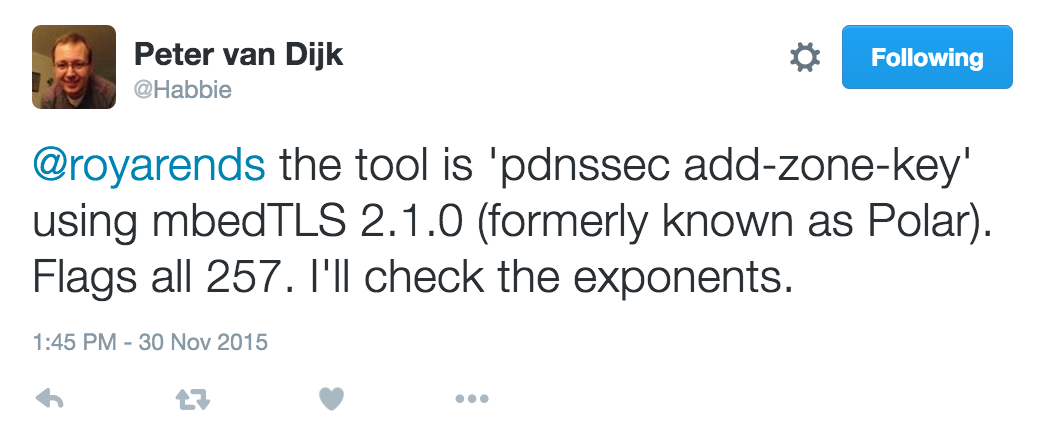 Peter van Dijk
@Habbie
Following
@royarends the tool is 'pdnssec add-zone-key'
using mbedTLS 2.1.0 (formerly known as Polar).
Flags all 257. I'll check the exponents.
1:45 PM - 30 Nov 2015